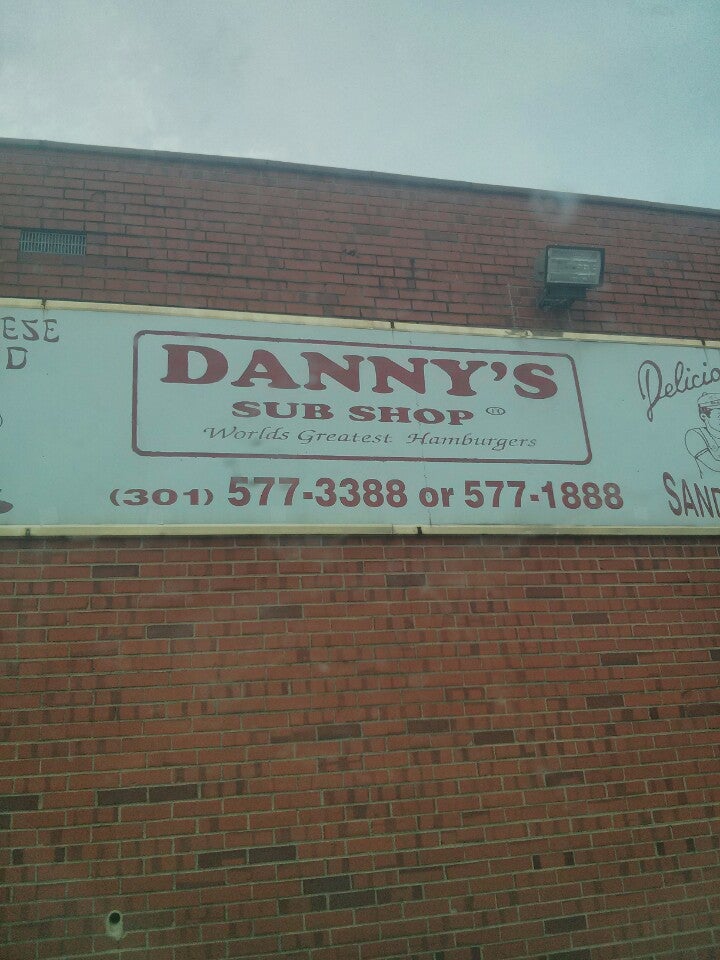 DANNY'S
SUB SHOP
Worlds Greatest Hamburgers
(301) 577-3388 or 577-1888